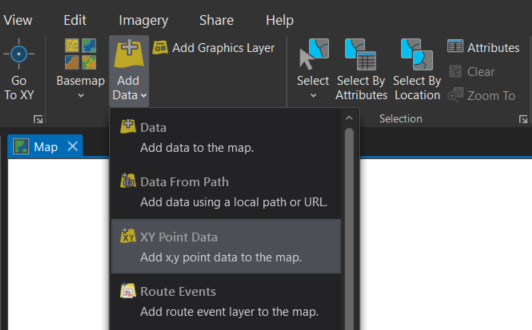 View Edit Imagery Share Help
Add Graphics Layer
Attributes
Go
To XY
Basemap
Add
Data
Select
Select By
Attributes
Select By
Location
Clear
Zoom To
Selection
Map
Data
Add data to the map.
Data From Path
Add data using a local path or URL.
XY Point Data
Add x,y point data to the map.
Route Events
Add route event layer to the map.